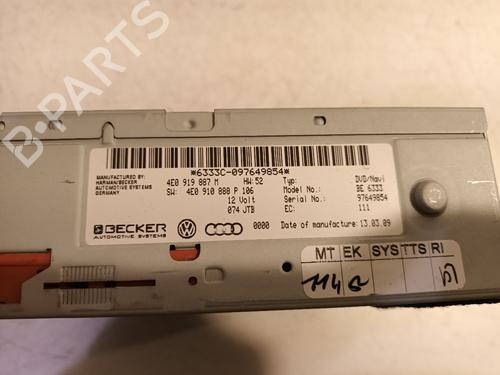 B-PARTS
*6333C-097649854*
MANUFACTURED BY:
HARMAN/BECKER
AUTOMOTIVE SYSTEMS
GERMANY
4E0 919 887 M HW:52 Typ: DVD/Navi
SW: 4E0 910 888 P 106 Model No.: BE 6333
12 Volt Serial No.: 97649854
074 JTB EC: 111
BECKER
AUTOMOTIVE SYSTEMS
0000 Date of manufacture: 13.03.09
MT EK SYS TTS RI
114